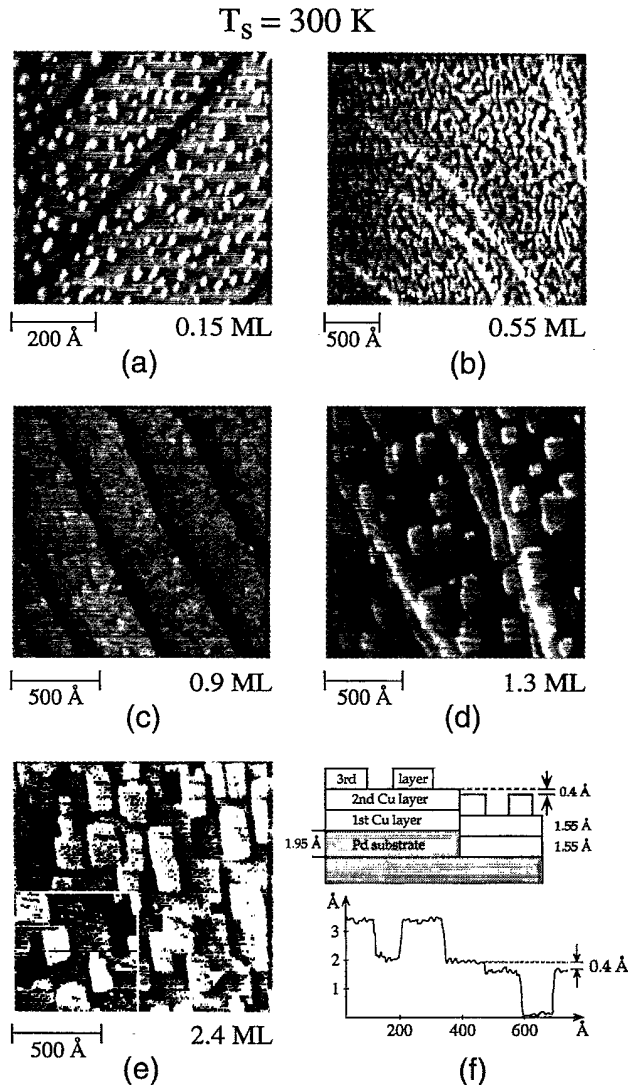 T_S = 300 K
200 Å
0.15 ML
(a)
500 Å
0.55 ML
(b)
500 Å
0.9 ML
(c)
500 Å
1.3 ML
(d)
500 Å
2.4 ML
(e)
3rd layer
2nd Cu layer
1st Cu layer
Pd substrate
1.95 Å
0.4 Å
1.55 Å
1.55 Å
Å
3
2
1
0.4 Å
200 400 600 Å
(f)